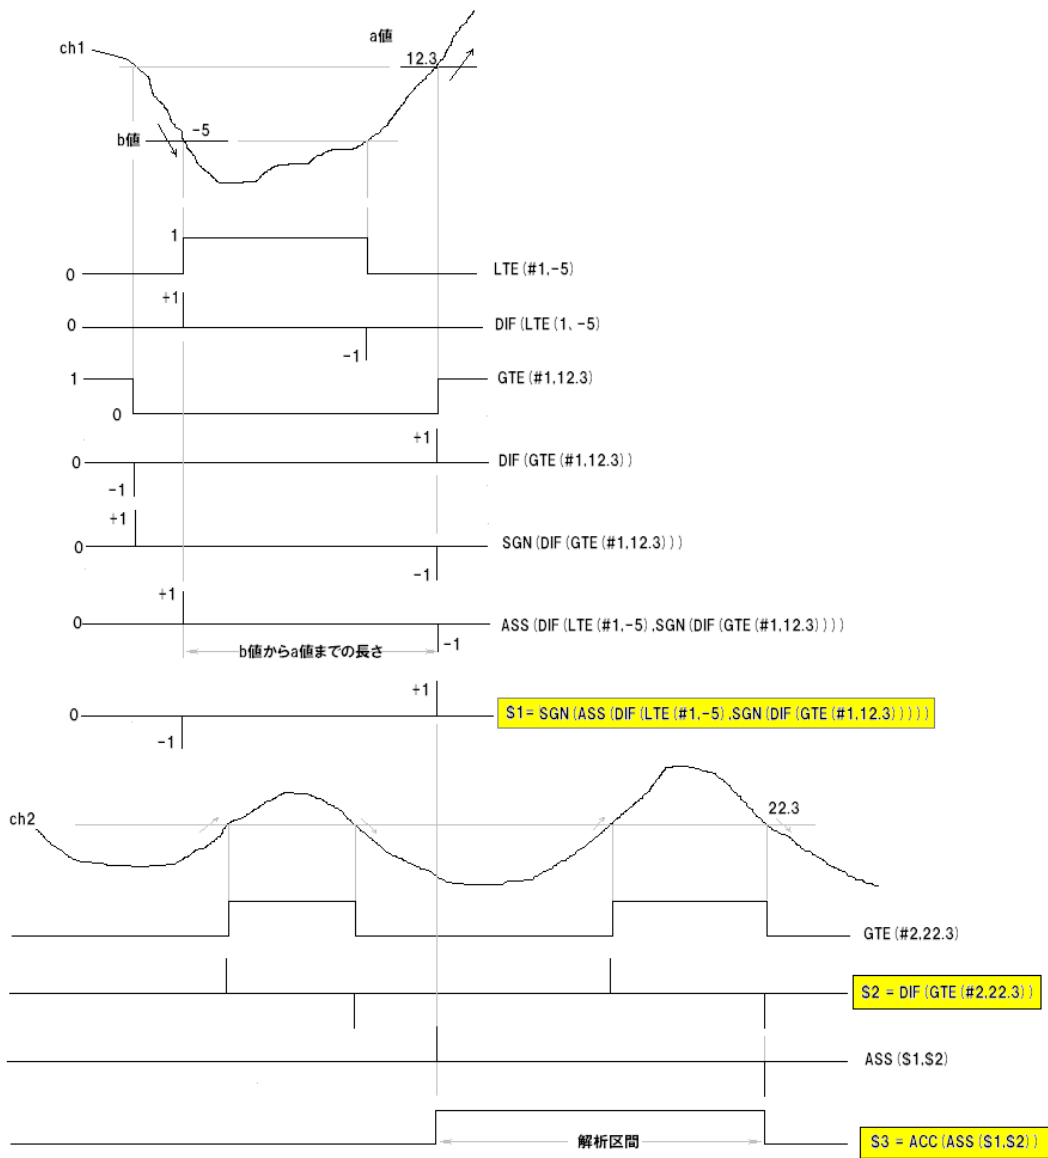 a値
ch1
12.3
-5
b値
1
0
LTE(#1,-5)
+1
0
DIF(LTE(1、-5)
-1
1
GTE(#1,12.3)
0
+1
0
DIF(GTE(#1,12.3))
-1
+1
0
SGN(DIF(GTE(#1,12.3)))
-1
+1
0
ASS(DIF(LTE(#1,-5),SGN(DIF(GTE(#1,12.3))))
-1
b値からa値までの長さ
+1
0
S1= SGN(ASS(DIF(LTE(#1,-5),SGN(DIF(GTE(#1,12.3)))))
-1
22.3
ch2
GTE(#2,22.3)
S2 = DIF(GTE(#2,22.3))
ASS(S1,S2)
解析区間
S3 = ACC(ASS(S1,S2))